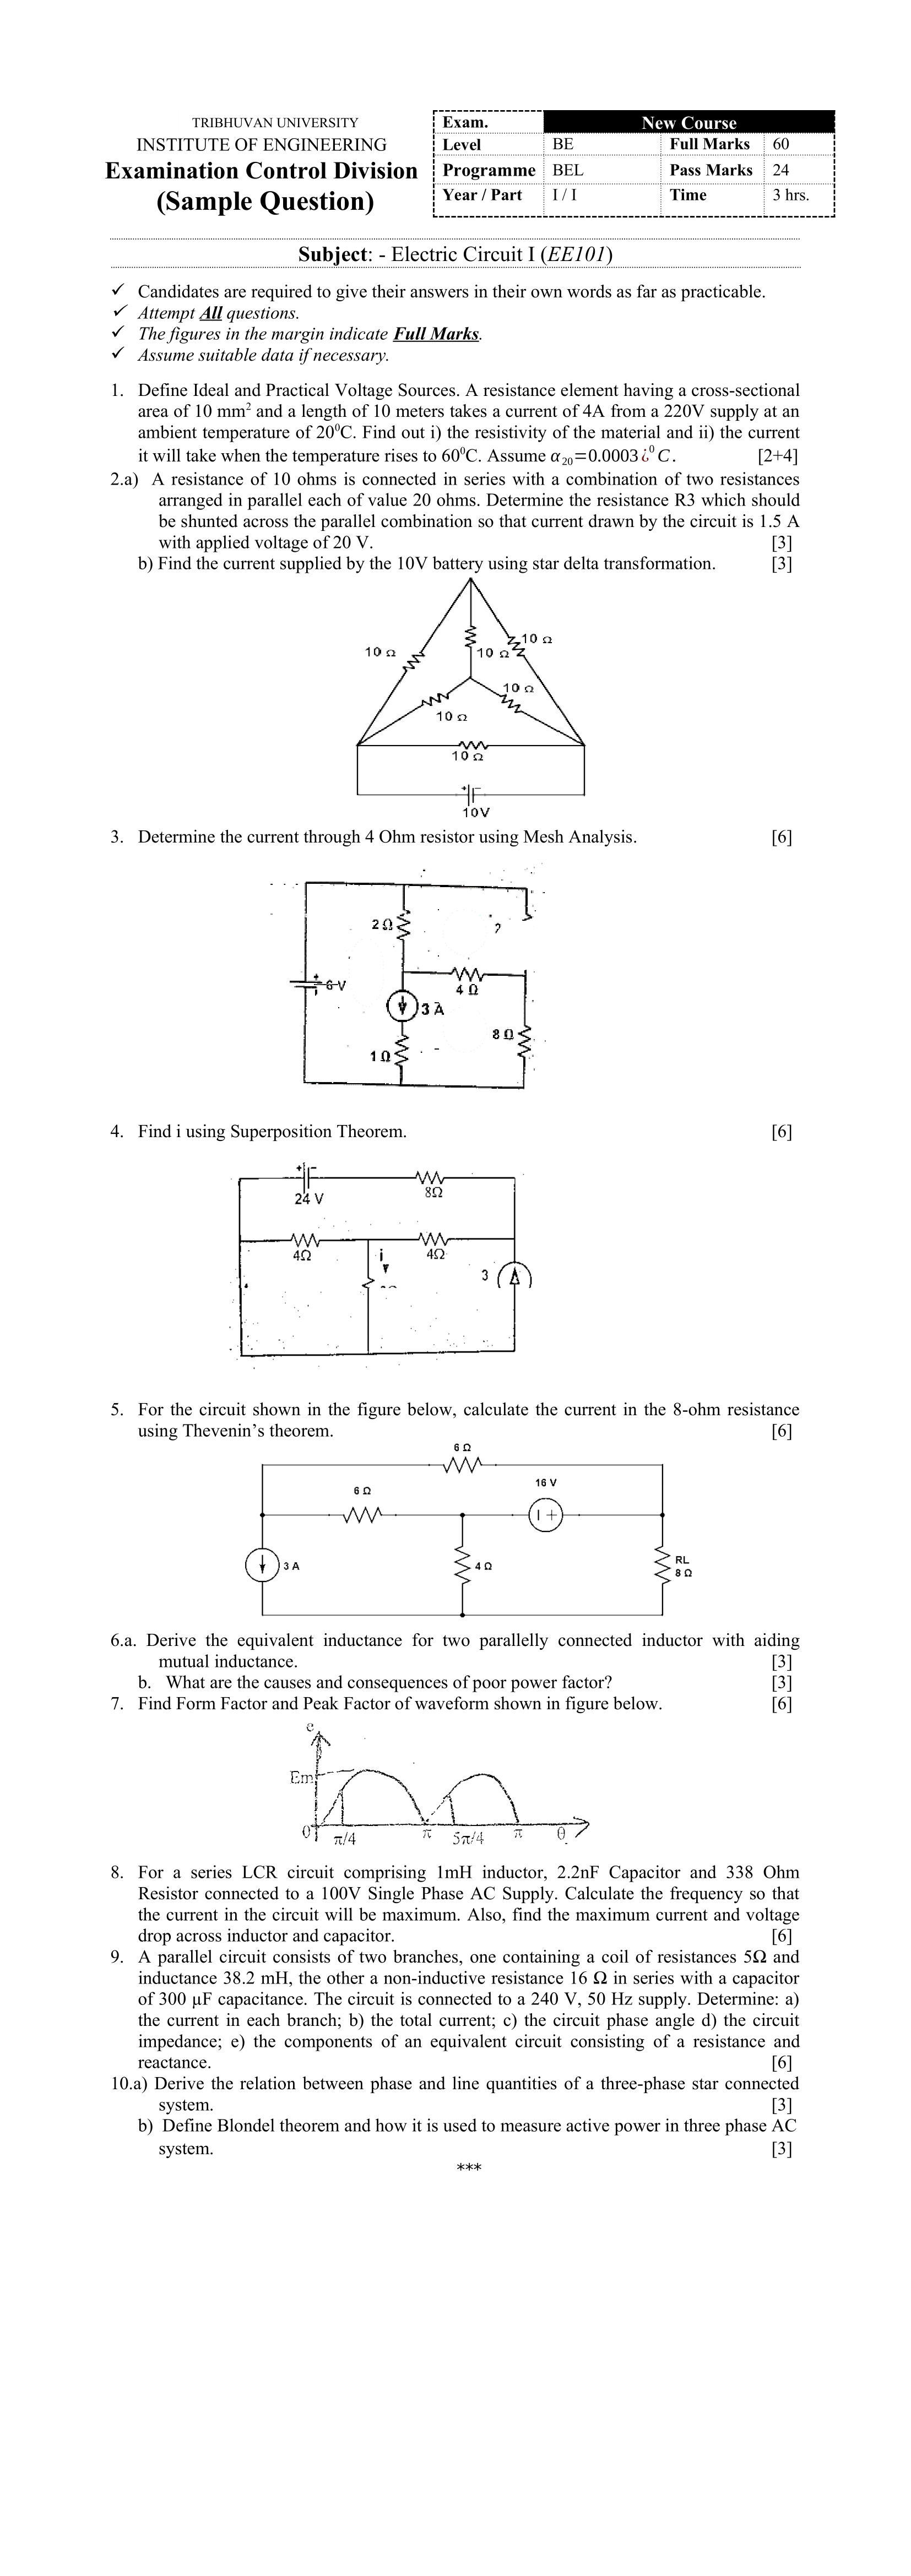 TRIBHUVAN UNIVERSITY
INSTITUTE OF ENGINEERING
Examination Control Division
(Sample Question)
Exam. New Course
Level BE Full Marks 60
Programme BEL Pass Marks 24
Year / Part I / I Time 3 hrs.
Subject: - Electric Circuit I (EE101)
✓ Candidates are required to give their answers in their own words as far as practicable.
✓ Attempt All questions.
✓ The figures in the margin indicate Full Marks.
✓ Assume suitable data if necessary.
1. Define Ideal and Practical Voltage Sources. A resistance element having a cross-sectional
area of 10 mm² and a length of 10 meters takes a current of 4A from a 220V supply at an
ambient temperature of 20⁰C. Find out i) the resistivity of the material and ii) the current
it will take when the temperature rises to 60⁰C. Assume α₂₀=0.0003¿⁰C. [2+4]
2.a) A resistance of 10 ohms is connected in series with a combination of two resistances
arranged in parallel each of value 20 ohms. Determine the resistance R3 which should
be shunted across the parallel combination so that current drawn by the circuit is 1.5 A
with applied voltage of 20 V. [3]
b) Find the current supplied by the 10V battery using star delta transformation. [3]
10 Ω
10 Ω
10 Ω
10 Ω
10 Ω
10 Ω
10V
3. Determine the current through 4 Ohm resistor using Mesh Analysis. [6]
2 Ω
6 V
4 Ω
3 A
8 Ω
1 Ω
4. Find i using Superposition Theorem. [6]
24 V
8Ω
4Ω
i
4Ω
3
5. For the circuit shown in the figure below, calculate the current in the 8-ohm resistance
using Thevenin’s theorem. [6]
6 Ω
16 V
6 Ω
3 A
4 Ω
RL
8 Ω
6.a. Derive the equivalent inductance for two parallelly connected inductor with aiding
mutual inductance. [3]
b. What are the causes and consequences of poor power factor? [3]
7. Find Form Factor and Peak Factor of waveform shown in figure below. [6]
e
Em
0 π/4 π 5π/4 π θ
8. For a series LCR circuit comprising 1mH inductor, 2.2nF Capacitor and 338 Ohm
Resistor connected to a 100V Single Phase AC Supply. Calculate the frequency so that
the current in the circuit will be maximum. Also, find the maximum current and voltage
drop across inductor and capacitor. [6]
9. A parallel circuit consists of two branches, one containing a coil of resistances 5Ω and
inductance 38.2 mH, the other a non-inductive resistance 16 Ω in series with a capacitor
of 300 μF capacitance. The circuit is connected to a 240 V, 50 Hz supply. Determine: a)
the current in each branch; b) the total current; c) the circuit phase angle d) the circuit
impedance; e) the components of an equivalent circuit consisting of a resistance and
reactance. [6]
10.a) Derive the relation between phase and line quantities of a three-phase star connected
system. [3]
b) Define Blondel theorem and how it is used to measure active power in three phase AC
system. [3]
***